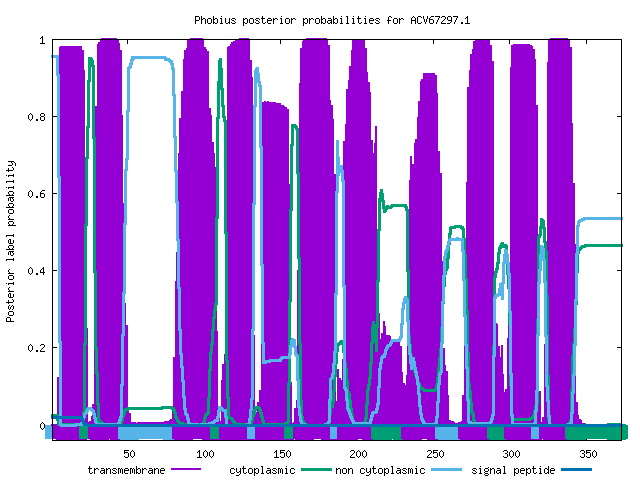 Phobius posterior probabilities for ACV67297.1
Posterior label probability
1
0.8
0.6
0.4
0.2
0
50 100 150 200 250 300 350
transmembrane cytoplasmic non cytoplasmic signal peptide